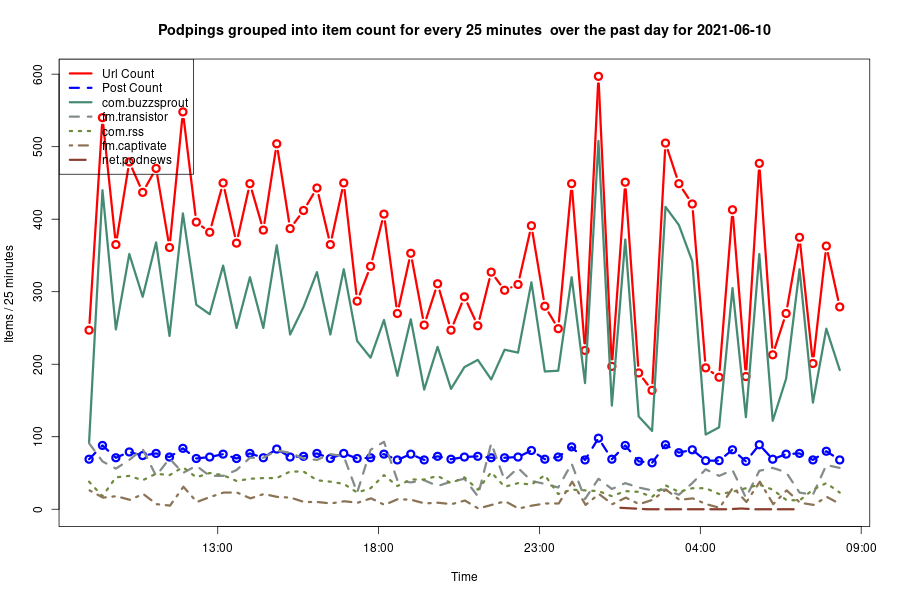 Podpings grouped into item count for every 25 minutes  over the past day for 2021-06-10
Url Count
Post Count
com.buzzsprout
fm.transistor
com.rss
fm.captivate
net.podnews
600
500
400
300
200
100
0
Items / 25 minutes
13:00
18:00
23:00
04:00
09:00
Time